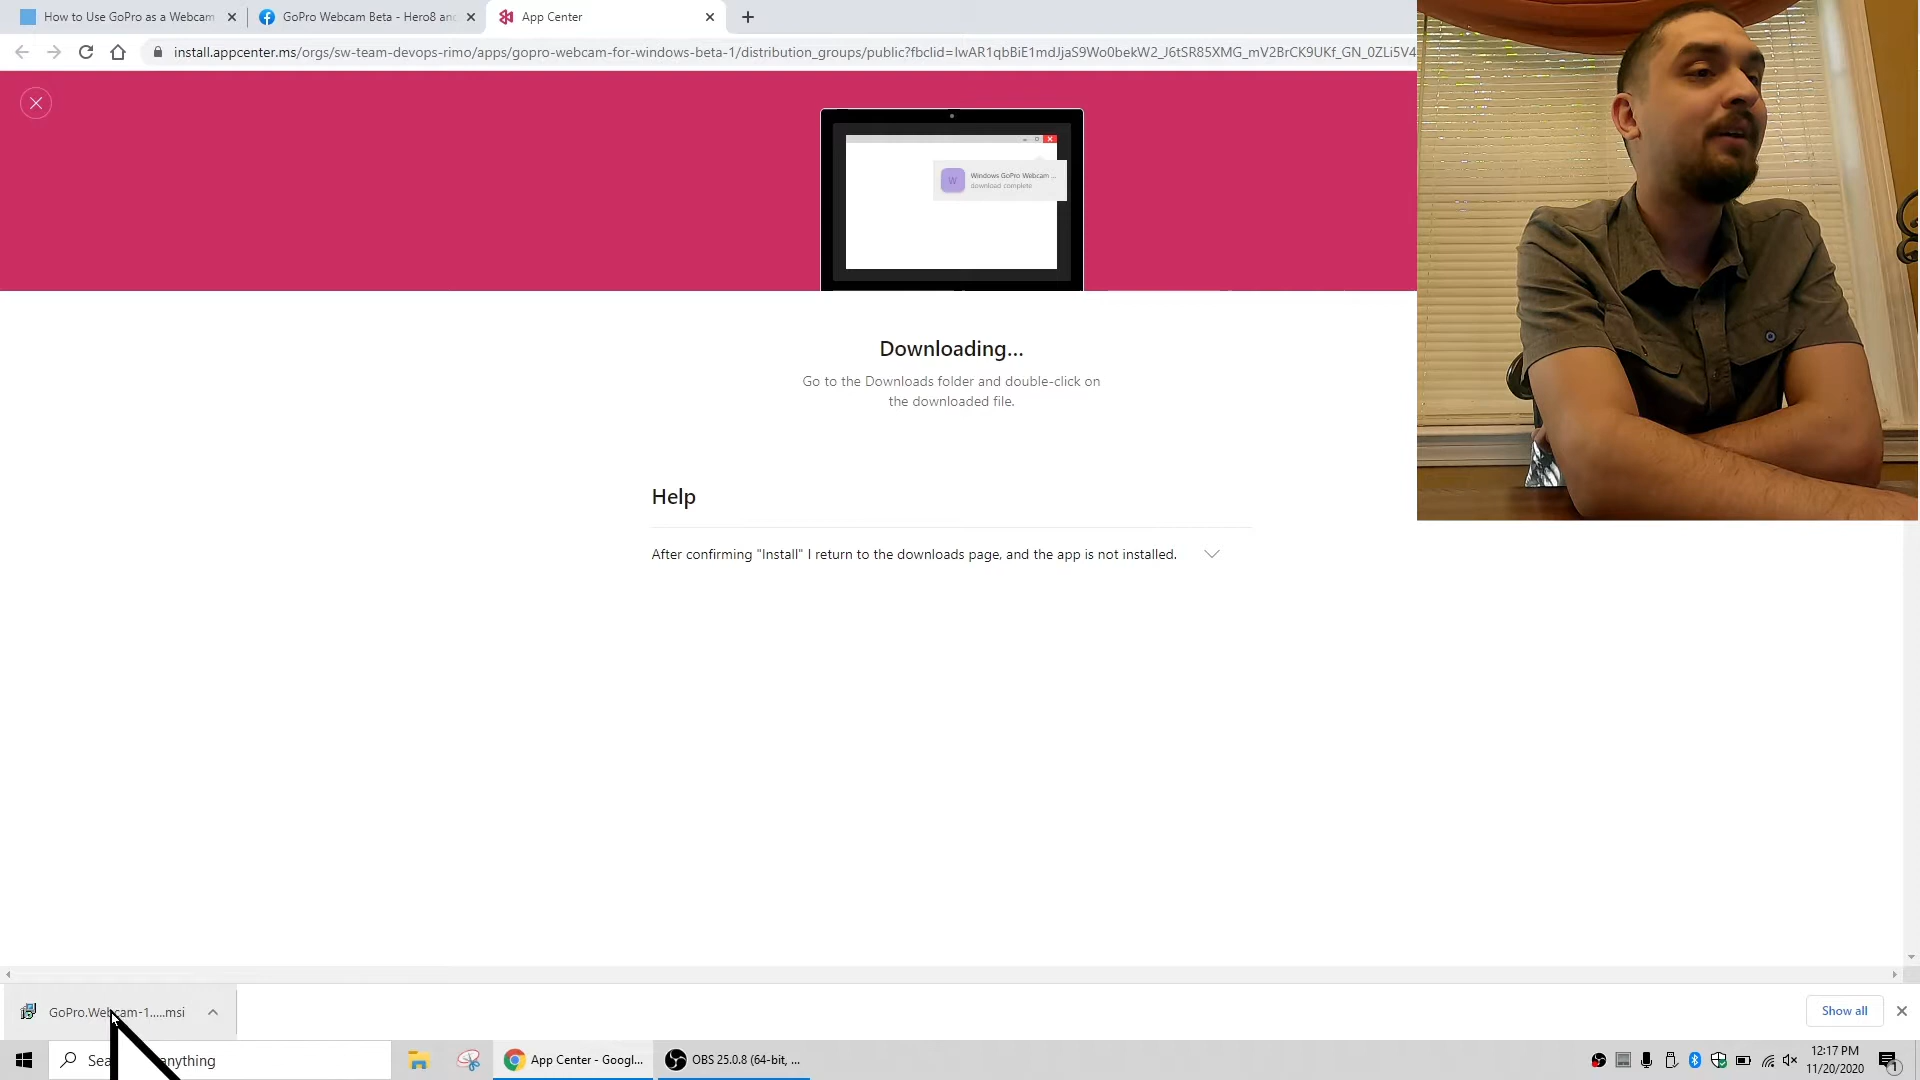 How to Use GoPro as a Webcam
GoPro Webcam Beta - Hero8 an
App Center
install.appcenter.ms/orgs/sw-team-devops-rimo/apps/gopro-webcam-for-windows-beta-1/distribution_groups/public?fbclid=IwAR1qbBiE1mdJjaS9Wo0bekW2_J6tSR85XMG_mV2BrCK9UKf_GN_0ZLi5V4
W
Windows GoPro Webcam ...
download complete
Downloading...
Go to the Downloads folder and double-click on
the downloaded file.
Help
After confirming "Install" I return to the downloads page, and the app is not installed.
GoPro.Webcam-1.....msi
Show all
Sea anything
App Center - Googl...
OBS 25.0.8 (64-bit, ...
12:17 PM
11/20/2020
1